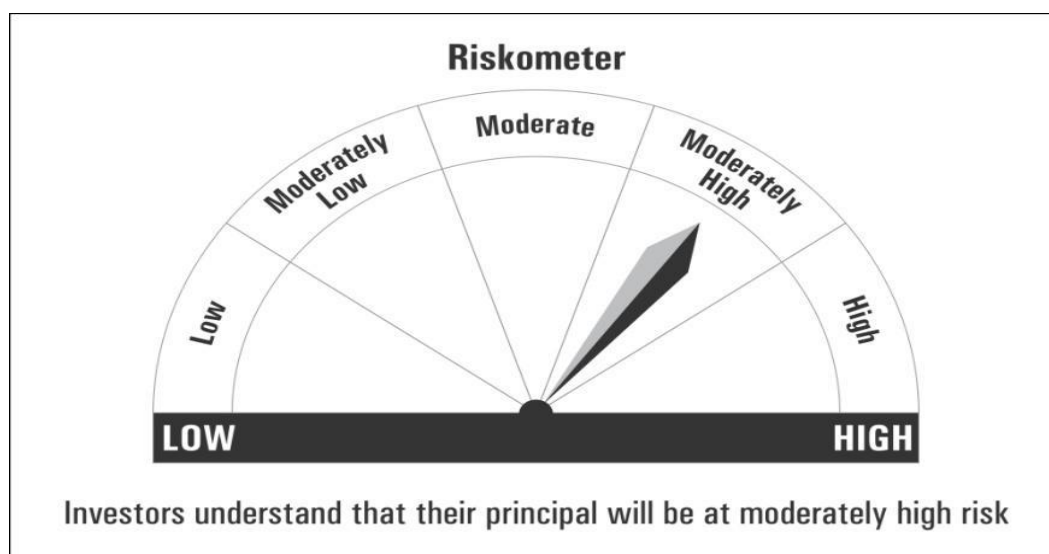 Riskometer
Low
Moderately
Low
Moderate
Moderately
High
High
LOW
HIGH
Investors understand that their principal will be at moderately high risk